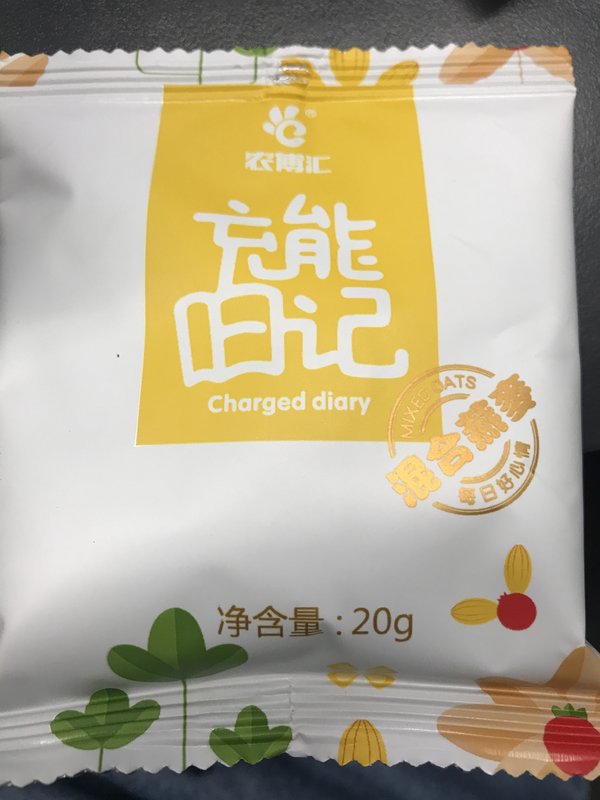 ®
农博汇
充能
日记
Charged diary
MIXED OATS
混合燕麦
每日好心情
净含量：20g